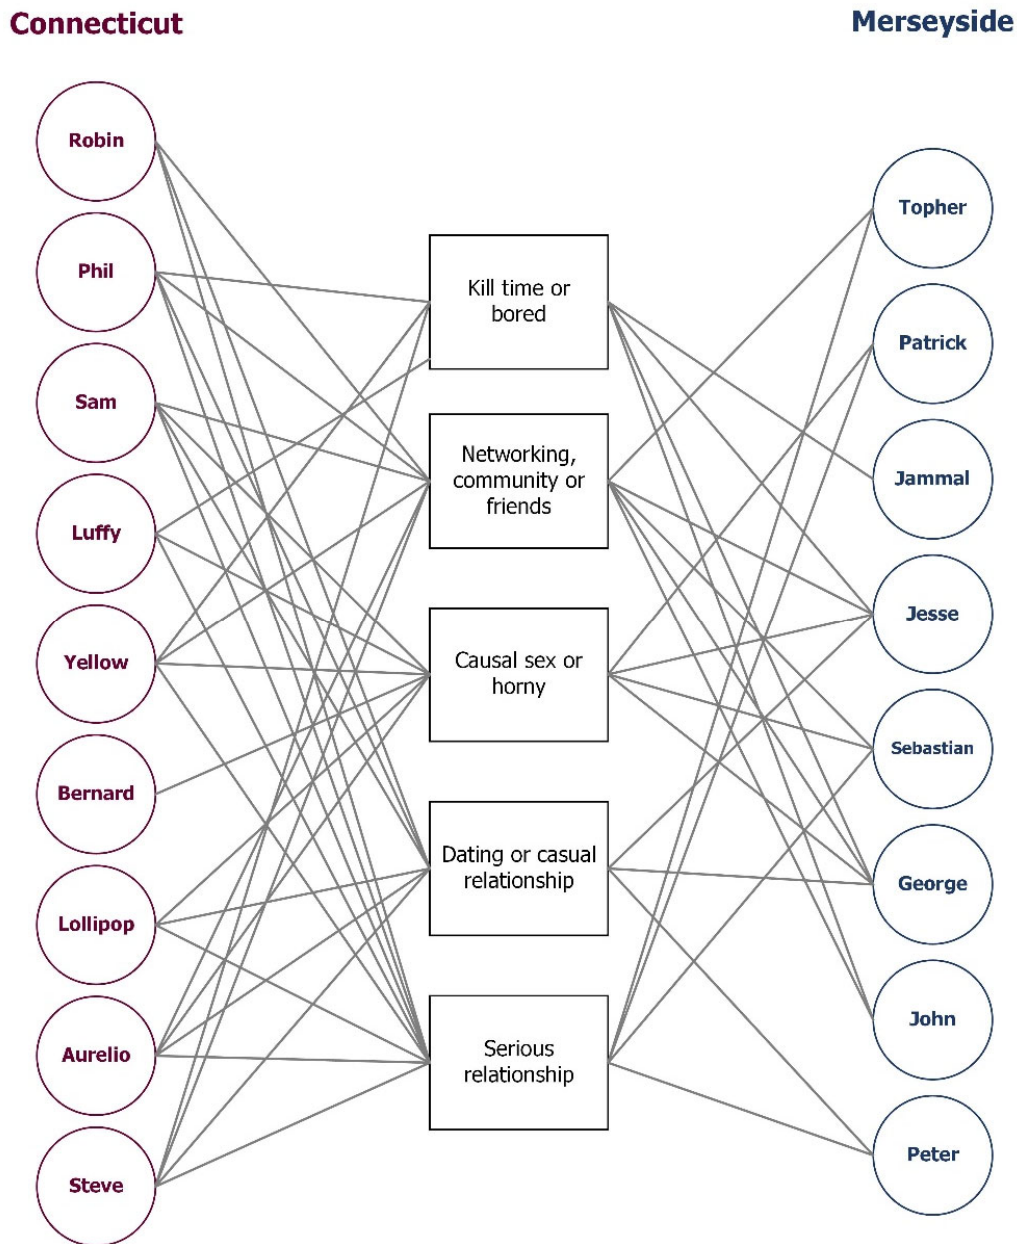 Connecticut
Merseyside
Robin
Phil
Sam
Luffy
Yellow
Bernard
Lollipop
Aurelio
Steve
Kill time or
bored
Networking,
community or
friends
Causal sex or
horny
Dating or casual
relationship
Serious
relationship
Topher
Patrick
Jammal
Jesse
Sebastian
George
John
Peter